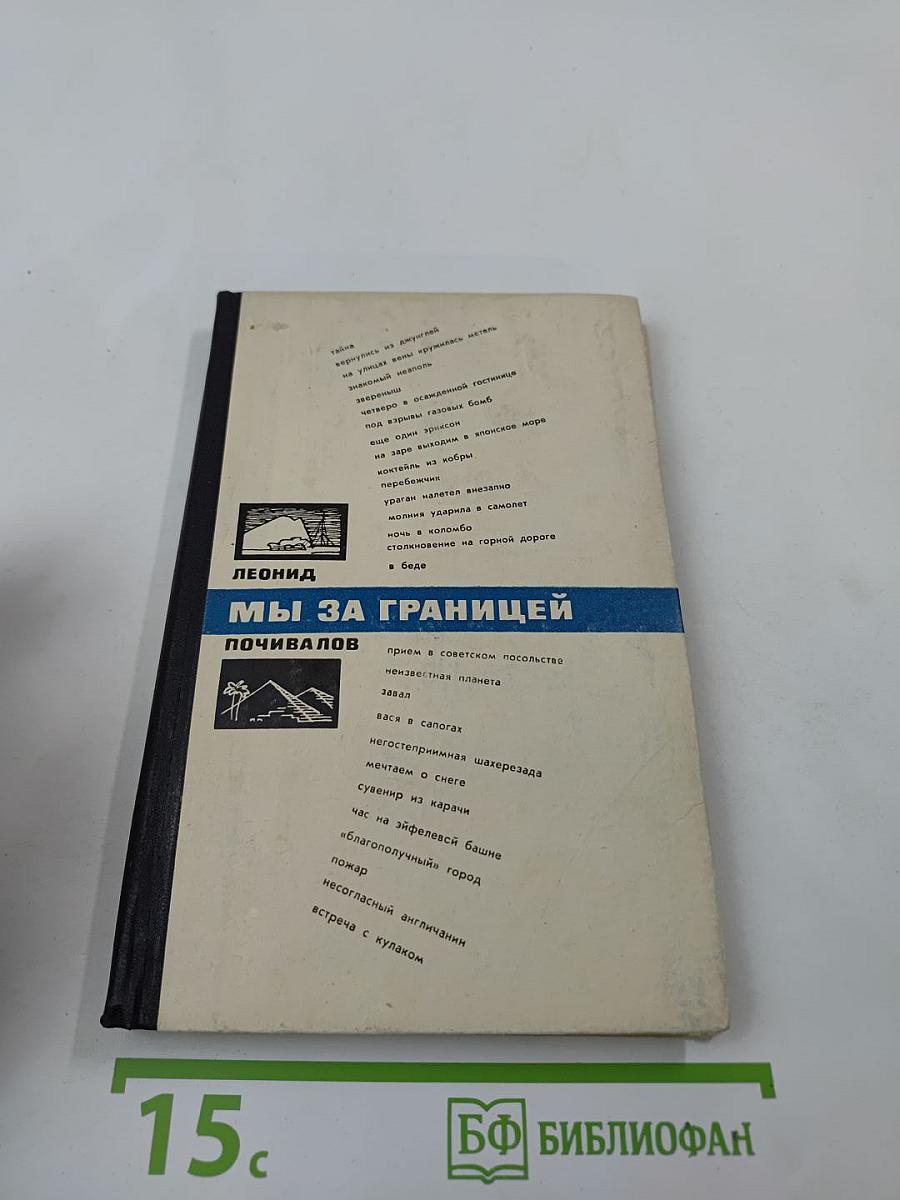 тайна
вернулись из джунглей
на улицах вены кружилась метель
знакомый неаполь
звереныш
четверо в осажденной гостинице
под взрывы газовых бомб
еще один эриксон
на заре выходим в японское море
коктейль из кобры
перебежчик
ураган налетел внезапно
молния ударила в самолет
ночь в коломбо
столкновение на горной дороге
в беде
ЛЕОНИД
МЫ ЗА ГРАНИЦЕЙ
ПОЧИВАЛОВ
прием в советском посольстве
неизвестная планета
завал
вася в сапогах
негостеприимная шахерезада
мечтаем о снеге
сувенир из карачи
час на эйфелевой башне
«благополучный» город
пожар
несогласный англичанин
встреча с кулаком
15 с
БФ БИБЛИОФАН